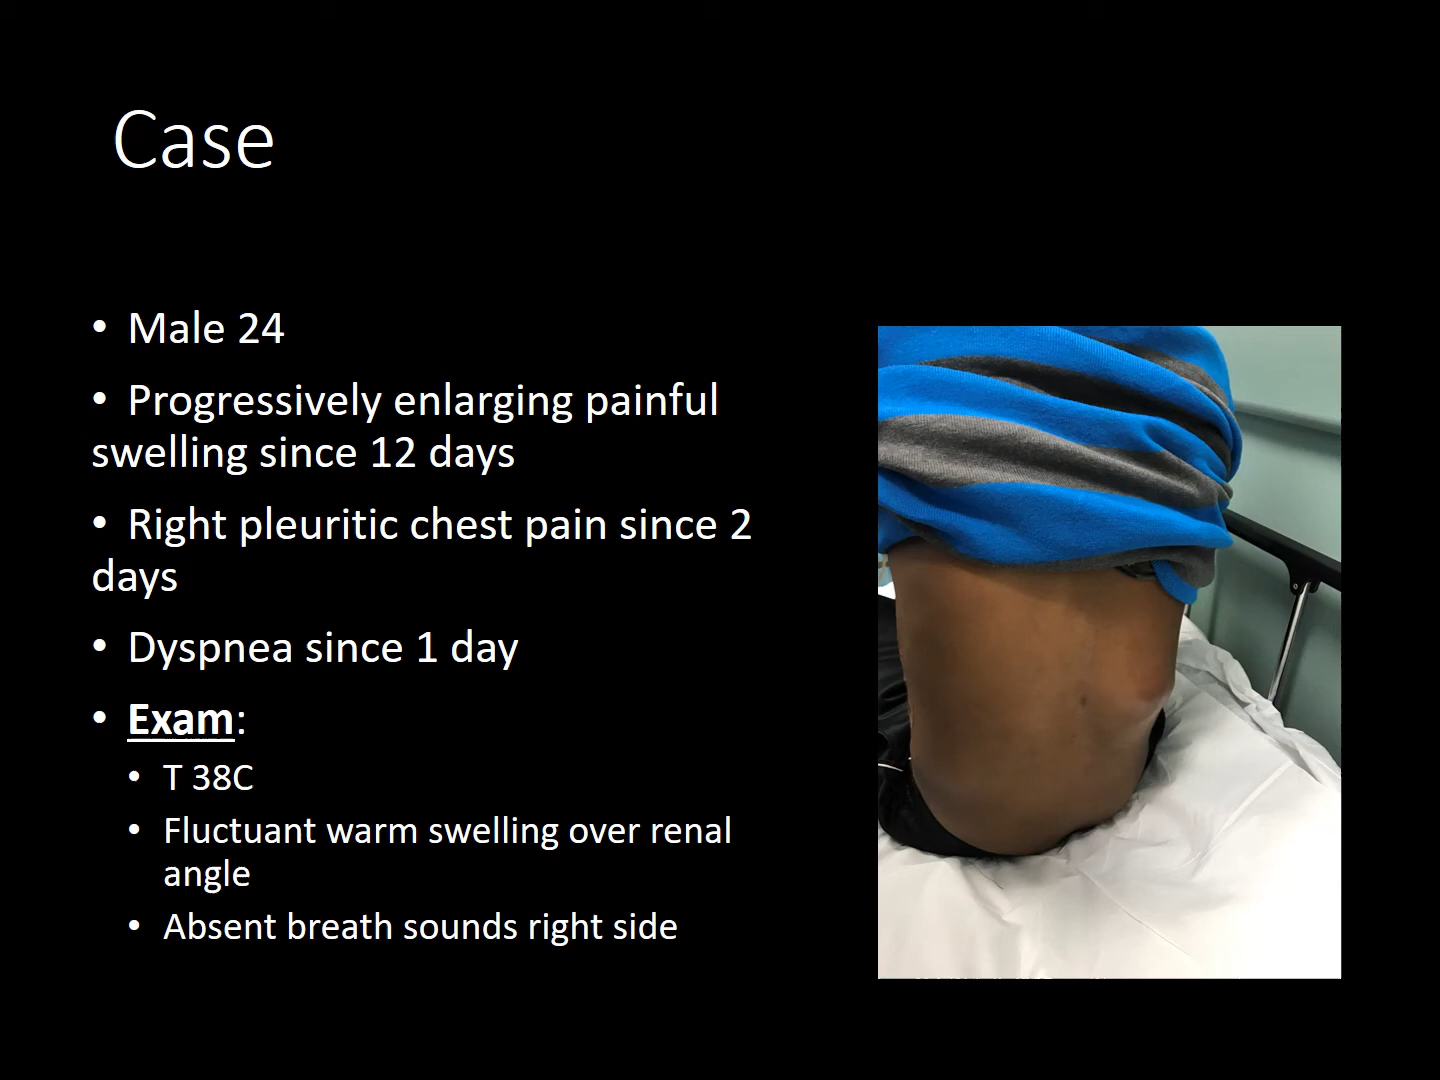 Case
• Male 24
• Progressively enlarging painful
swelling since 12 days
• Right pleuritic chest pain since 2
days
• Dyspnea since 1 day
• Exam:
• T 38C
• Fluctuant warm swelling over renal
angle
• Absent breath sounds right side